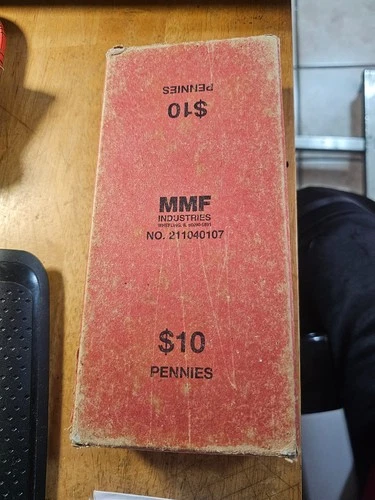 $10
PENNIES
MMF
INDUSTRIES
NO. 211040107
$10
PENNIES